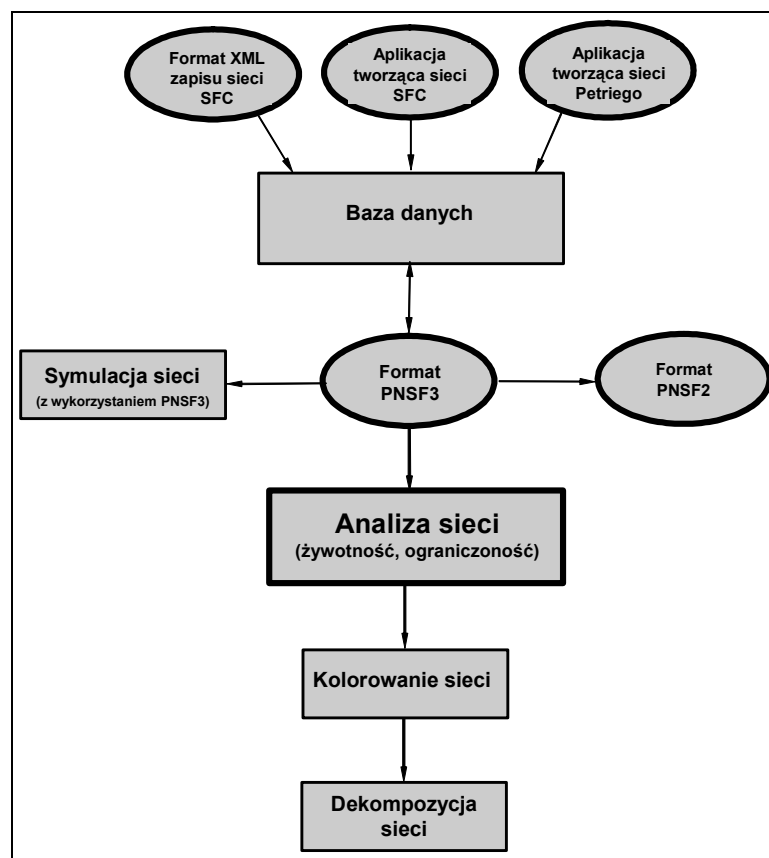 Format XML
zapisu sieci
SFC
Aplikacja
tworząca sieci
SFC
Aplikacja
tworząca sieci
Petriego
Baza danych
Symulacja sieci
(z wykorzystaniem PNSF3)
Format
PNSF3
Format
PNSF2
Analiza sieci
(żywotność, ograniczoność)
Kolorowanie sieci
Dekompozycja
sieci